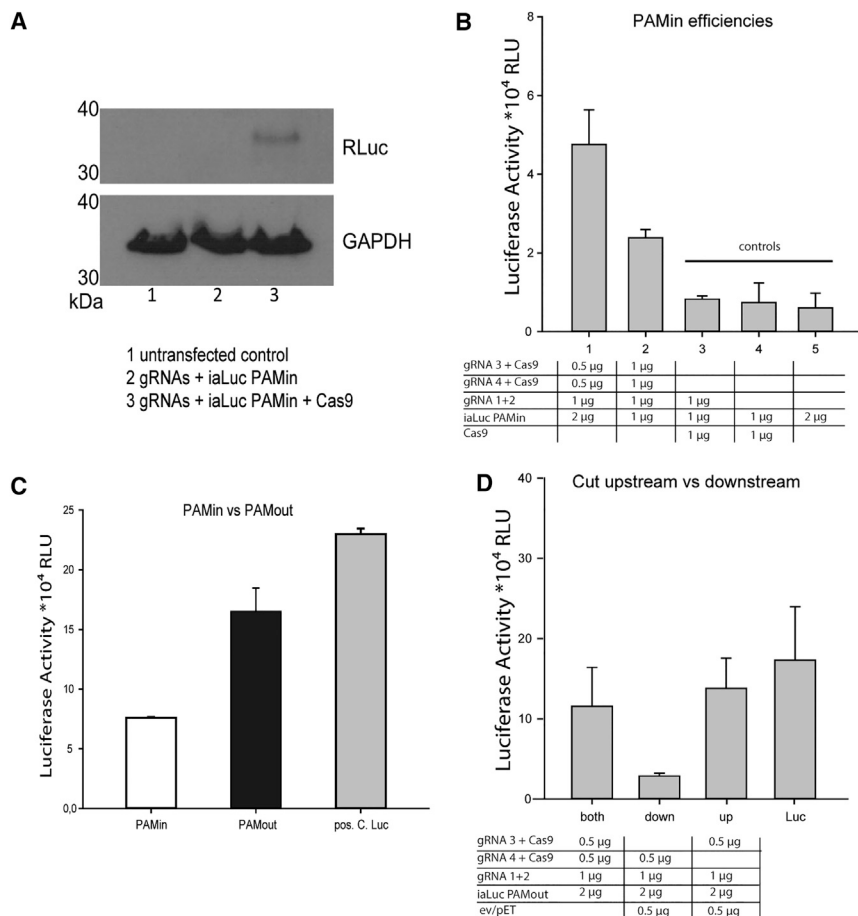 A
40
30
RLuc
40
30
GAPDH
kDa
1 2 3
1 untransfected control
2 gRNAs + iaLuc PAMin
3 gRNAs + iaLuc PAMin + Cas9
B
PAMin efficiencies
Luciferase Activity *10⁴ RLU
8
6
4
2
0
controls
1 2 3 4 5
gRNA 3 + Cas9 0.5 µg 1 µg
gRNA 4 + Cas9 0.5 µg 1 µg
gRNA 1+2 1 µg 1 µg 1 µg
iaLuc PAMin 2 µg 1 µg 1 µg 1 µg 2 µg
Cas9 1 µg 1 µg
C
PAMin vs PAMout
Luciferase Activity *10⁴ RLU
25
20
15
10
5
0,0
PAMin PAMout pos. C. Luc
D
Cut upstream vs downstream
Luciferase Activity *10⁴ RLU
40
30
20
10
0
both down up Luc
gRNA 3 + Cas9 0.5 µg 0.5 µg
gRNA 4 + Cas9 0.5 µg 0.5 µg
gRNA 1+2 1 µg 1 µg 1 µg
iaLuc PAMout 2 µg 2 µg 2 µg
ev/pET 0.5 µg 0.5 µg